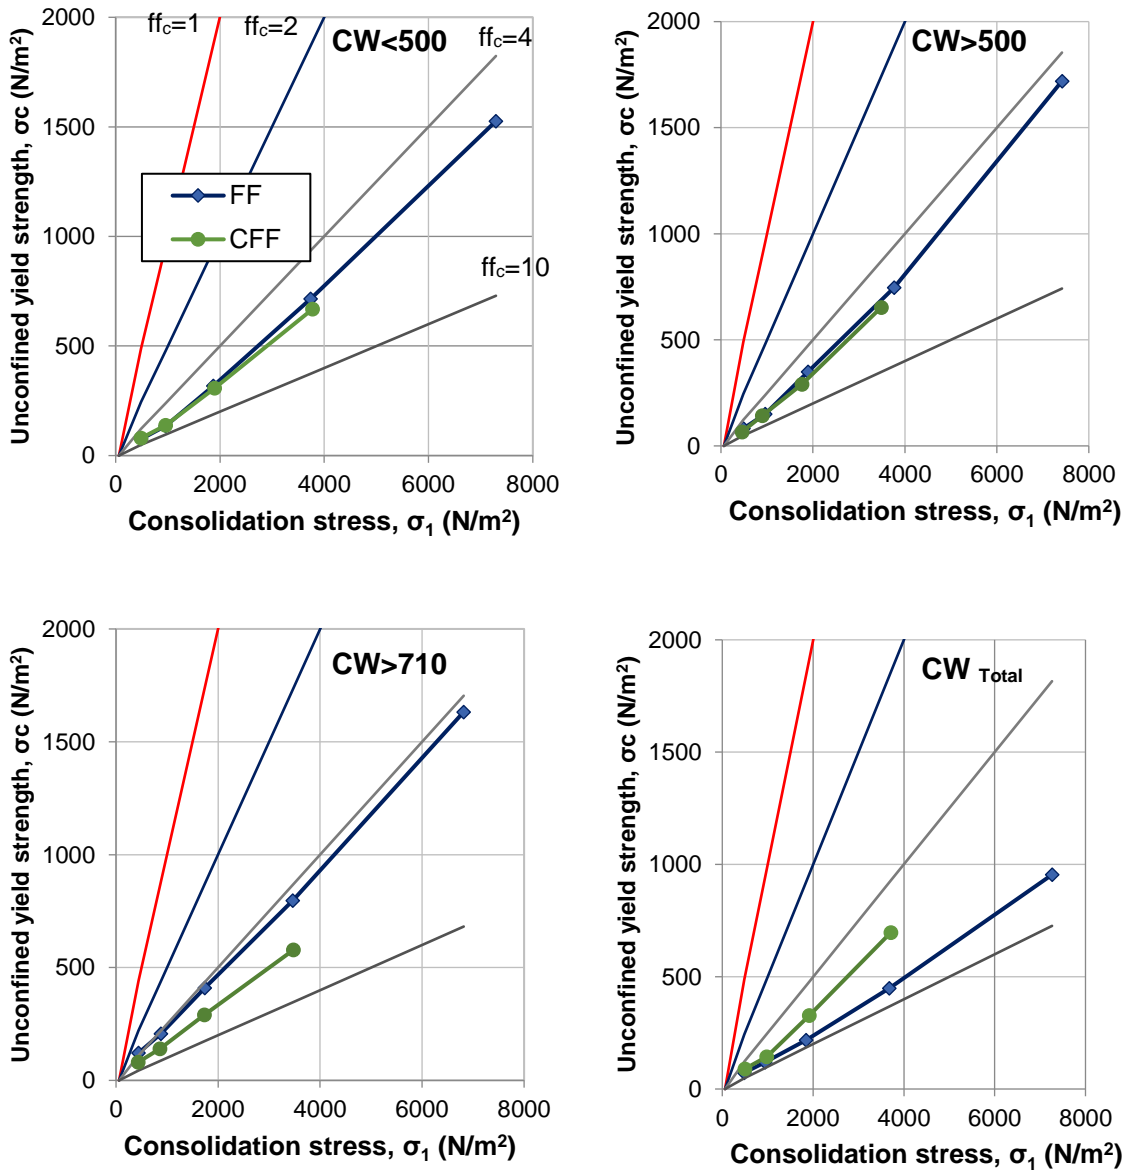 ffc=1
ffc=2
CW<500
ffc=4
2000
1500
1000
500
0
FF
CFF
ffc=10
0
2000
4000
6000
8000
Unconfined yield strength, σc (N/m²)
Consolidation stress, σ₁ (N/m²)
CW>500
2000
1500
1000
500
0
0
2000
4000
6000
8000
Unconfined yield strength, σc (N/m²)
Consolidation stress, σ₁ (N/m²)
CW>710
2000
1500
1000
500
0
0
2000
4000
6000
8000
Unconfined yield strength, σc (N/m²)
Consolidation stress, σ₁ (N/m²)
CW Total
2000
1500
1000
500
0
0
2000
4000
6000
8000
Unconfined yield strength, σc (N/m²)
Consolidation stress, σ₁ (N/m²)